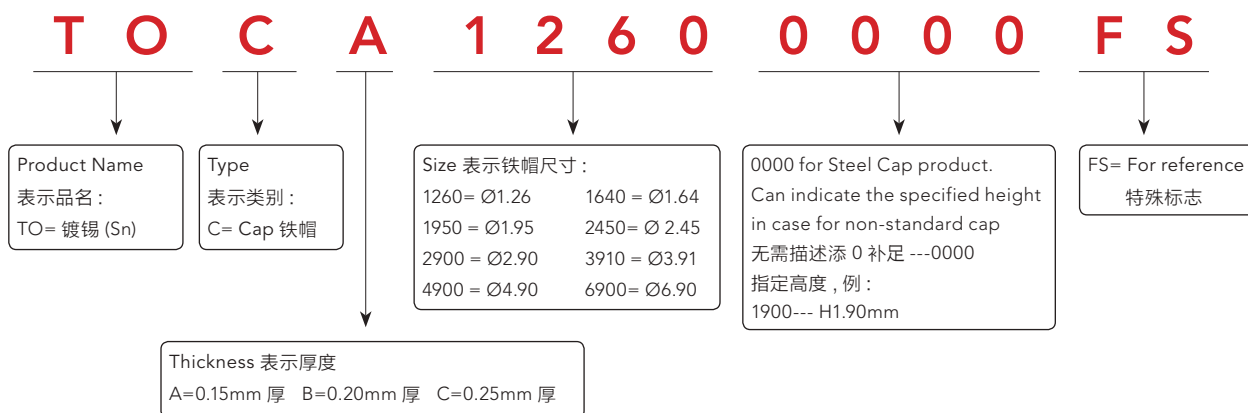 T O C A 1 2 6 0 0 0 0 0 F S
Product Name
表示品名 :
TO= 镀锡 (Sn)
Type
表示类别 :
C= Cap 铁帽
Size 表示铁帽尺寸 :
1260= Ø1.26 1640 = Ø1.64
1950 = Ø1.95 2450= Ø 2.45
2900 = Ø2.90 3910 = Ø3.91
4900 = Ø4.90 6900= Ø6.90
0000 for Steel Cap product.
Can indicate the specified height
in case for non-standard cap
无需描述添 0 补足 ---0000
指定高度 , 例 :
1900--- H1.90mm
FS= For reference
特殊标志
Thickness 表示厚度
A=0.15mm 厚 B=0.20mm 厚 C=0.25mm 厚